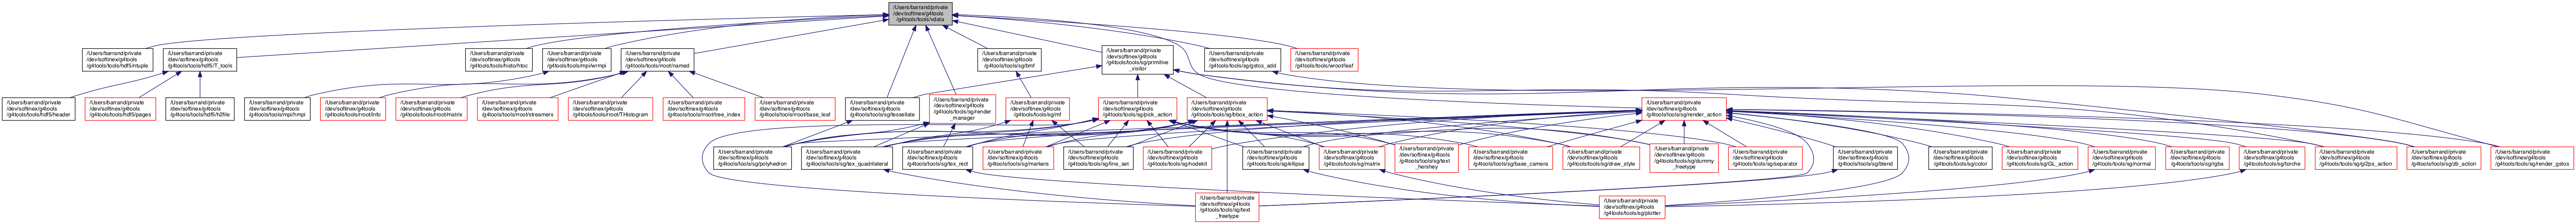 /Users/barrand/private
/dev/softinex/g4tools
/g4tools/tools/vdata
/Users/barrand/private
/dev/softinex/g4tools
/g4tools/tools/hdf5/ntuple
/Users/barrand/private
/dev/softinex/g4tools
/g4tools/tools/hdf5/T_tools
/Users/barrand/private
/dev/softinex/g4tools
/g4tools/tools/histo/rtoc
/Users/barrand/private
/dev/softinex/g4tools
/g4tools/tools/mpi/wrmpi
/Users/barrand/private
/dev/softinex/g4tools
/g4tools/tools/rroot/named
/Users/barrand/private
/dev/softinex/g4tools
/g4tools/tools/sg/bmf
/Users/barrand/private
/dev/softinex/g4tools
/g4tools/tools/sg/primitive
_visitor
/Users/barrand/private
/dev/softinex/g4tools
/g4tools/tools/sg/gstos_add
/Users/barrand/private
/dev/softinex/g4tools
/g4tools/tools/wroot/leaf
/Users/barrand/private
/dev/softinex/g4tools
/g4tools/tools/hdf5/header
/Users/barrand/private
/dev/softinex/g4tools
/g4tools/tools/hdf5/pages
/Users/barrand/private
/dev/softinex/g4tools
/g4tools/tools/hdf5/h2file
/Users/barrand/private
/dev/softinex/g4tools
/g4tools/tools/mpi/hmpi
/Users/barrand/private
/dev/softinex/g4tools
/g4tools/tools/rroot/info
/Users/barrand/private
/dev/softinex/g4tools
/g4tools/tools/rroot/matrix
/Users/barrand/private
/dev/softinex/g4tools
/g4tools/tools/rroot/streamers
/Users/barrand/private
/dev/softinex/g4tools
/g4tools/tools/rroot/THistogram
/Users/barrand/private
/dev/softinex/g4tools
/g4tools/tools/rroot/tree_index
/Users/barrand/private
/dev/softinex/g4tools
/g4tools/tools/rroot/base_leaf
/Users/barrand/private
/dev/softinex/g4tools
/g4tools/tools/sg/tessellate
/Users/barrand/private
/dev/softinex/g4tools
/g4tools/tools/sg/render
_manager
/Users/barrand/private
/dev/softinex/g4tools
/g4tools/tools/sg/mf
/Users/barrand/private
/dev/softinex/g4tools
/g4tools/tools/sg/pick_action
/Users/barrand/private
/dev/softinex/g4tools
/g4tools/tools/sg/bbox_action
/Users/barrand/private
/dev/softinex/g4tools
/g4tools/tools/sg/render_action
/Users/barrand/private
/dev/softinex/g4tools
/g4tools/tools/sg/polyhedron
/Users/barrand/private
/dev/softinex/g4tools
/g4tools/tools/sg/tex_quadrilateral
/Users/barrand/private
/dev/softinex/g4tools
/g4tools/tools/sg/tex_rect
/Users/barrand/private
/dev/softinex/g4tools
/g4tools/tools/sg/markers
/Users/barrand/private
/dev/softinex/g4tools
/g4tools/tools/sg/line_set
/Users/barrand/private
/dev/softinex/g4tools
/g4tools/tools/sg/nodekit
/Users/barrand/private
/dev/softinex/g4tools
/g4tools/tools/sg/ellipse
/Users/barrand/private
/dev/softinex/g4tools
/g4tools/tools/sg/matrix
/Users/barrand/private
/dev/softinex/g4tools
/g4tools/tools/sg/text
_hershey
/Users/barrand/private
/dev/softinex/g4tools
/g4tools/tools/sg/base_camera
/Users/barrand/private
/dev/softinex/g4tools
/g4tools/tools/sg/draw_style
/Users/barrand/private
/dev/softinex/g4tools
/g4tools/tools/sg/dummy
_freetype
/Users/barrand/private
/dev/softinex/g4tools
/g4tools/tools/sg/separator
/Users/barrand/private
/dev/softinex/g4tools
/g4tools/tools/sg/blend
/Users/barrand/private
/dev/softinex/g4tools
/g4tools/tools/sg/color
/Users/barrand/private
/dev/softinex/g4tools
/g4tools/tools/sg/GL_action
/Users/barrand/private
/dev/softinex/g4tools
/g4tools/tools/sg/normal
/Users/barrand/private
/dev/softinex/g4tools
/g4tools/tools/sg/rgba
/Users/barrand/private
/dev/softinex/g4tools
/g4tools/tools/sg/torche
/Users/barrand/private
/dev/softinex/g4tools
/g4tools/tools/sg/gl2ps_action
/Users/barrand/private
/dev/softinex/g4tools
/g4tools/tools/sg/zb_action
/Users/barrand/private
/dev/softinex/g4tools
/g4tools/tools/sg/render_gstos
/Users/barrand/private
/dev/softinex/g4tools
/g4tools/tools/sg/text
_freetype
/Users/barrand/private
/dev/softinex/g4tools
/g4tools/tools/sg/plotter